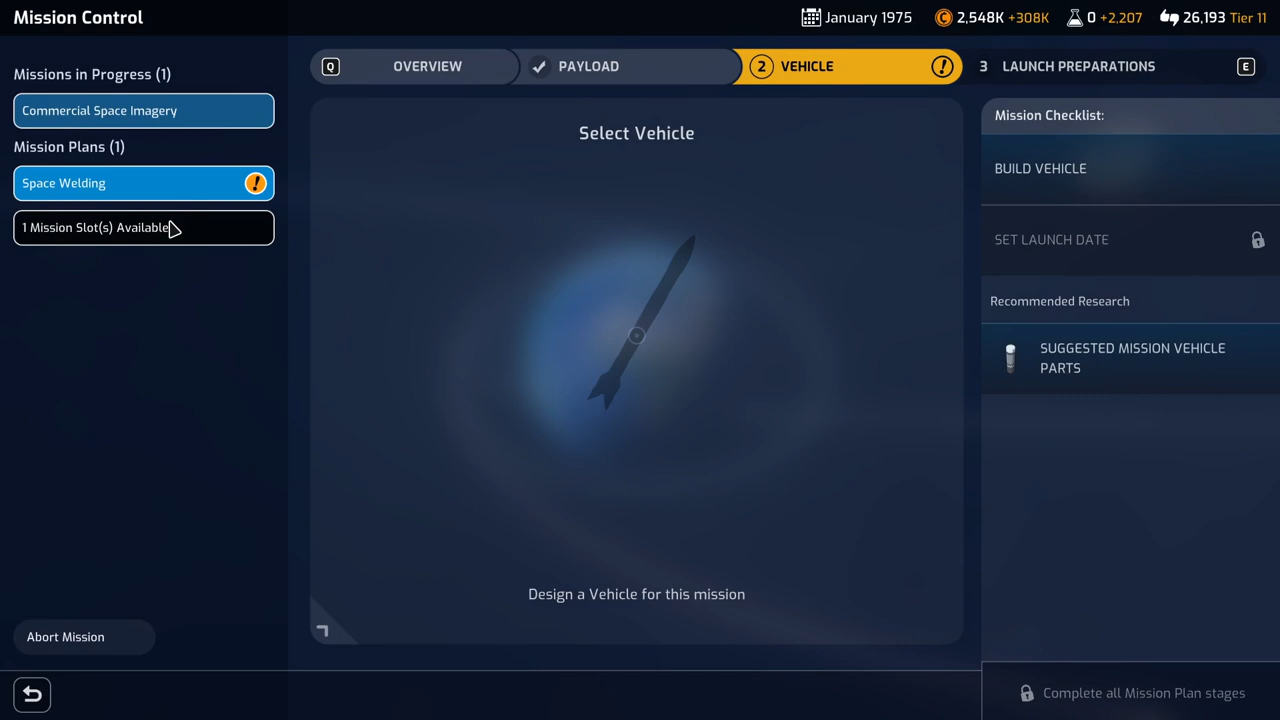 Mission Control
January 1975
2,548K +308K
0 +2,207
26,193 Tier 11
Missions in Progress (1)
Commercial Space Imagery
Mission Plans (1)
Space Welding
!
1 Mission Slot(s) Available
Abort Mission
Q
OVERVIEW
PAYLOAD
2
VEHICLE
!
3
LAUNCH PREPARATIONS
E
Select Vehicle
Design a Vehicle for this mission
Mission Checklist:
BUILD VEHICLE
SET LAUNCH DATE
Recommended Research
SUGGESTED MISSION VEHICLE
PARTS
Complete all Mission Plan stages